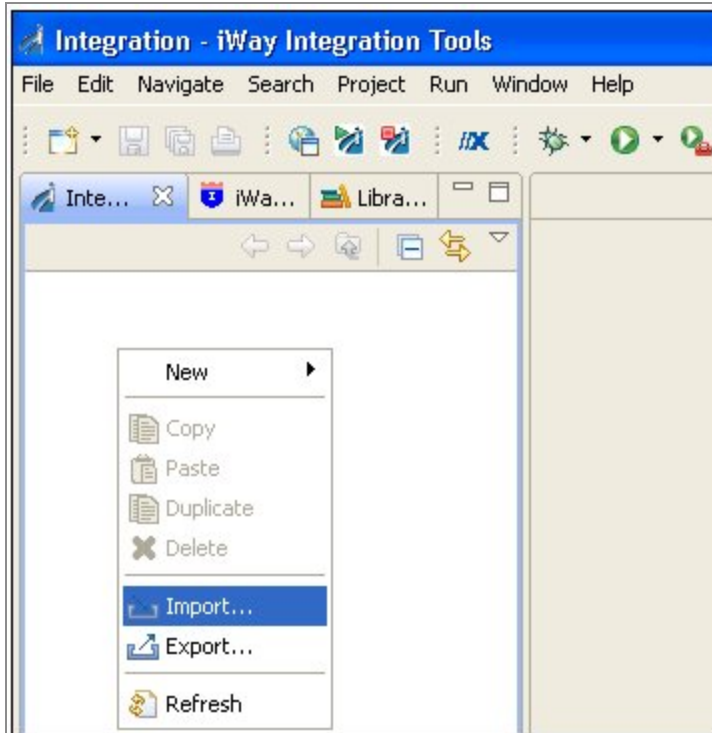 Integration - iWay Integration Tools
File Edit Navigate Search Project Run Window Help
Inte... iWa... Libra...
New
Copy
Paste
Duplicate
Delete
Import...
Export...
Refresh